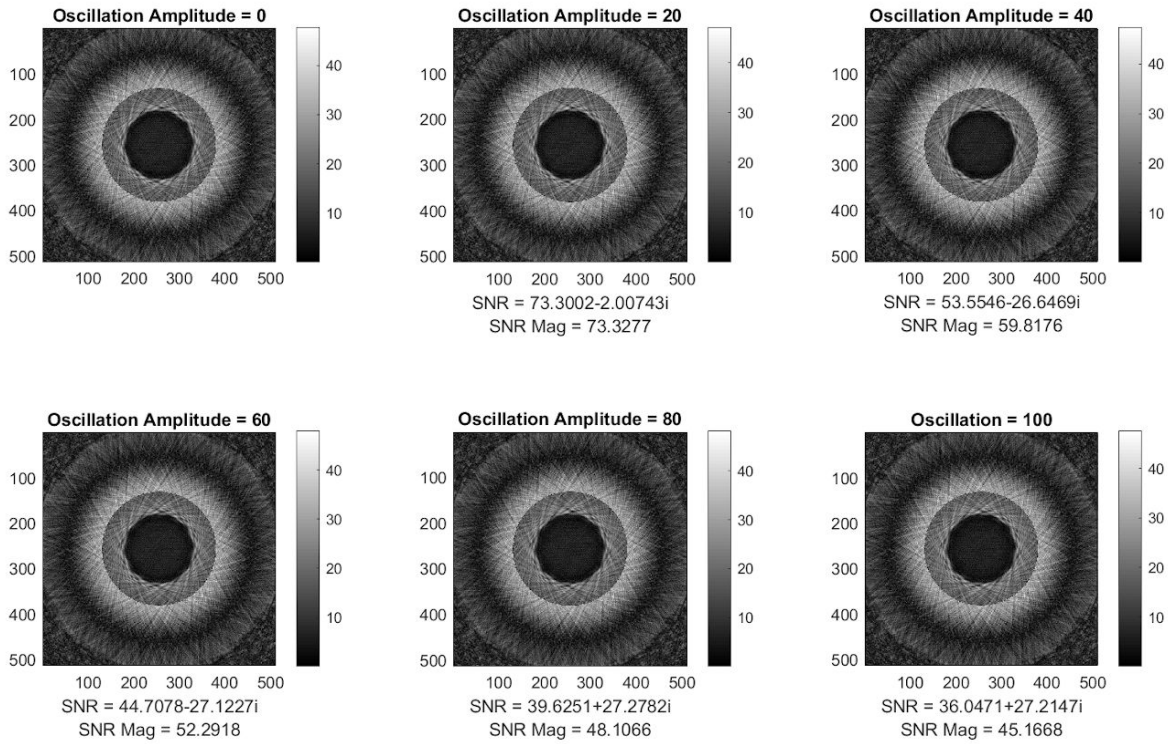 Oscillation Amplitude = 0
100
200
300
400
500
100 200 300 400 500
40
30
20
10
Oscillation Amplitude = 20
100
200
300
400
500
100 200 300 400 500
40
30
20
10
SNR = 73.3002-2.00743i
SNR Mag = 73.3277
Oscillation Amplitude = 40
100
200
300
400
500
100 200 300 400 500
40
30
20
10
SNR = 53.5546-26.6469i
SNR Mag = 59.8176
Oscillation Amplitude = 60
100
200
300
400
500
100 200 300 400 500
40
30
20
10
SNR = 44.7078-27.1227i
SNR Mag = 52.2918
Oscillation Amplitude = 80
100
200
300
400
500
100 200 300 400 500
40
30
20
10
SNR = 39.6251+27.2782i
SNR Mag = 48.1066
Oscillation = 100
100
200
300
400
500
100 200 300 400 500
40
30
20
10
SNR = 36.0471+27.2147i
SNR Mag = 45.1668